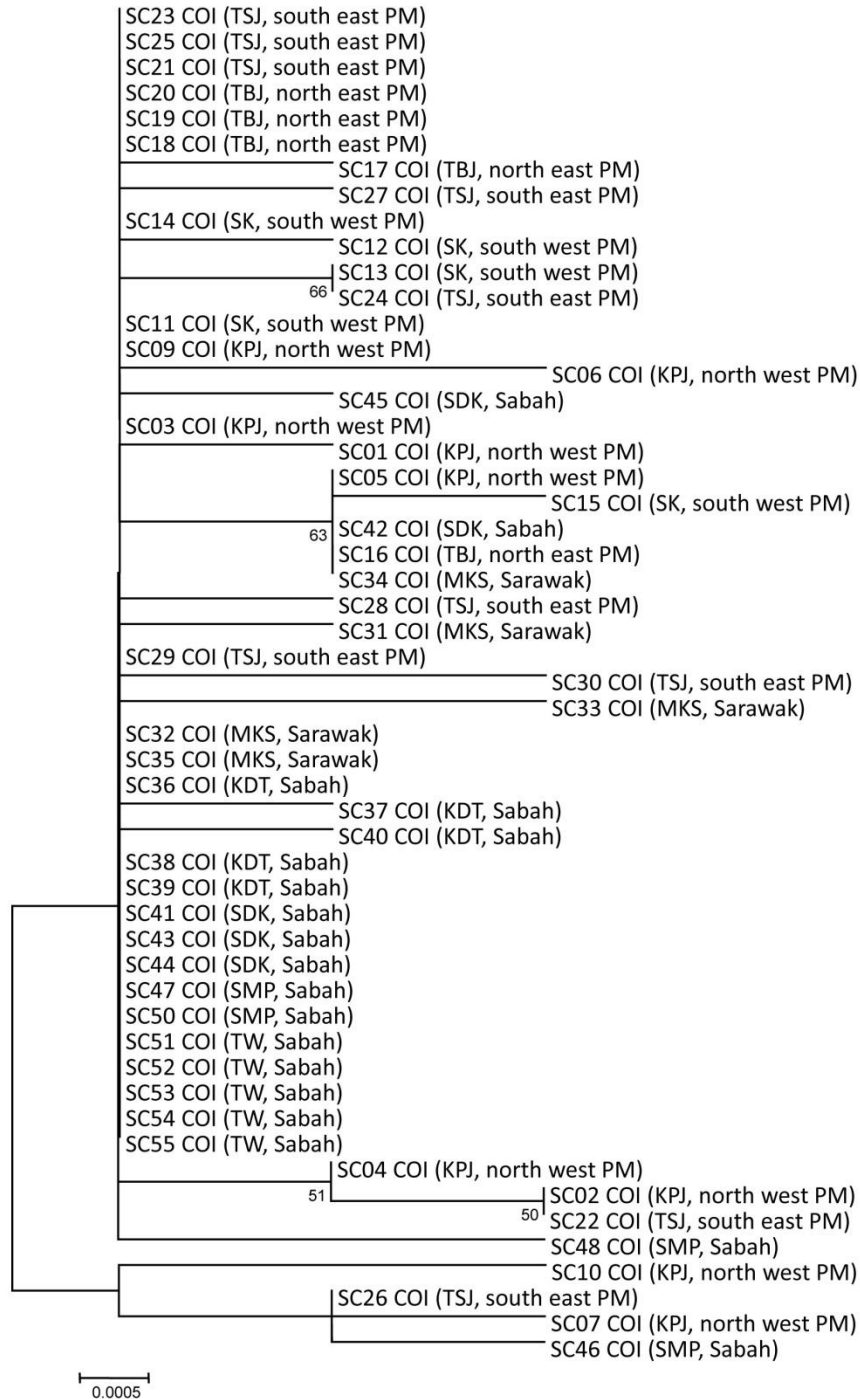 SC23 COI (TSJ, south east PM)
SC25 COI (TSJ, south east PM)
SC21 COI (TSJ, south east PM)
SC20 COI (TBJ, north east PM)
SC19 COI (TBJ, north east PM)
SC18 COI (TBJ, north east PM)
SC17 COI (TBJ, north east PM)
SC27 COI (TSJ, south east PM)
SC14 COI (SK, south west PM)
SC12 COI (SK, south west PM)
SC13 COI (SK, south west PM)
66
SC24 COI (TSJ, south east PM)
SC11 COI (SK, south west PM)
SC09 COI (KPJ, north west PM)
SC06 COI (KPJ, north west PM)
SC45 COI (SDK, Sabah)
SC03 COI (KPJ, north west PM)
SC01 COI (KPJ, north west PM)
SC05 COI (KPJ, north west PM)
SC15 COI (SK, south west PM)
63
SC42 COI (SDK, Sabah)
SC16 COI (TBJ, north east PM)
SC34 COI (MKS, Sarawak)
SC28 COI (TSJ, south east PM)
SC31 COI (MKS, Sarawak)
SC29 COI (TSJ, south east PM)
SC30 COI (TSJ, south east PM)
SC33 COI (MKS, Sarawak)
SC32 COI (MKS, Sarawak)
SC35 COI (MKS, Sarawak)
SC36 COI (KDT, Sabah)
SC37 COI (KDT, Sabah)
SC40 COI (KDT, Sabah)
SC38 COI (KDT, Sabah)
SC39 COI (KDT, Sabah)
SC41 COI (SDK, Sabah)
SC43 COI (SDK, Sabah)
SC44 COI (SDK, Sabah)
SC47 COI (SMP, Sabah)
SC50 COI (SMP, Sabah)
SC51 COI (TW, Sabah)
SC52 COI (TW, Sabah)
SC53 COI (TW, Sabah)
SC54 COI (TW, Sabah)
SC55 COI (TW, Sabah)
SC04 COI (KPJ, north west PM)
51
SC02 COI (KPJ, north west PM)
50
SC22 COI (TSJ, south east PM)
SC48 COI (SMP, Sabah)
SC10 COI (KPJ, north west PM)
SC26 COI (TSJ, south east PM)
SC07 COI (KPJ, north west PM)
SC46 COI (SMP, Sabah)
0.0005